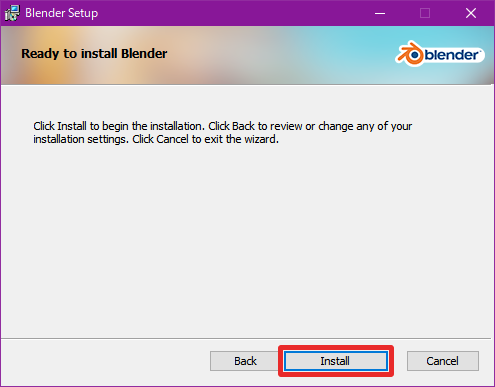 Blender Setup
Ready to install Blender
blender
Click Install to begin the installation. Click Back to review or change any of your
installation settings. Click Cancel to exit the wizard.
Back
Install
Cancel